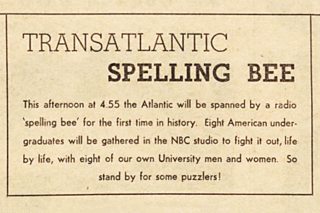 TRANSATLANTIC
SPELLING BEE
This afternoon at 4.55 the Atlantic will be spanned by a radio
'spelling bee' for the first time in history. Eight American under-
graduates will be gathered in the NBC studio to fight it out, life
by life, with eight of our own University men and women. So
stand by for some puzzlers!